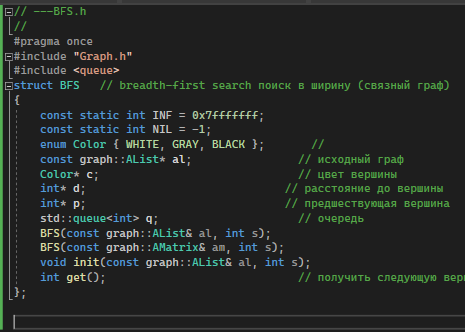 // ---BFS.h
//
#pragma once
#include "Graph.h"
#include <queue>
struct BFS   // breadth-first search поиск в ширину (связный граф)
{
    const static int INF = 0x7fffffff;
    const static int NIL = -1;
    enum Color { WHITE, GRAY, BLACK };       //
    const graph::AList* al;                // исходный граф
    Color* c;                              // цвет вершины
    int* d;                              // расстояние до вершины
    int* p;                              // предшествующая вершина
    std::queue<int> q;                     // очередь
    BFS(const graph::AList& al, int s);
    BFS(const graph::AMatrix& am, int s);
    void init(const graph::AList& al, int s);
    int get();                             // получить следующую
};